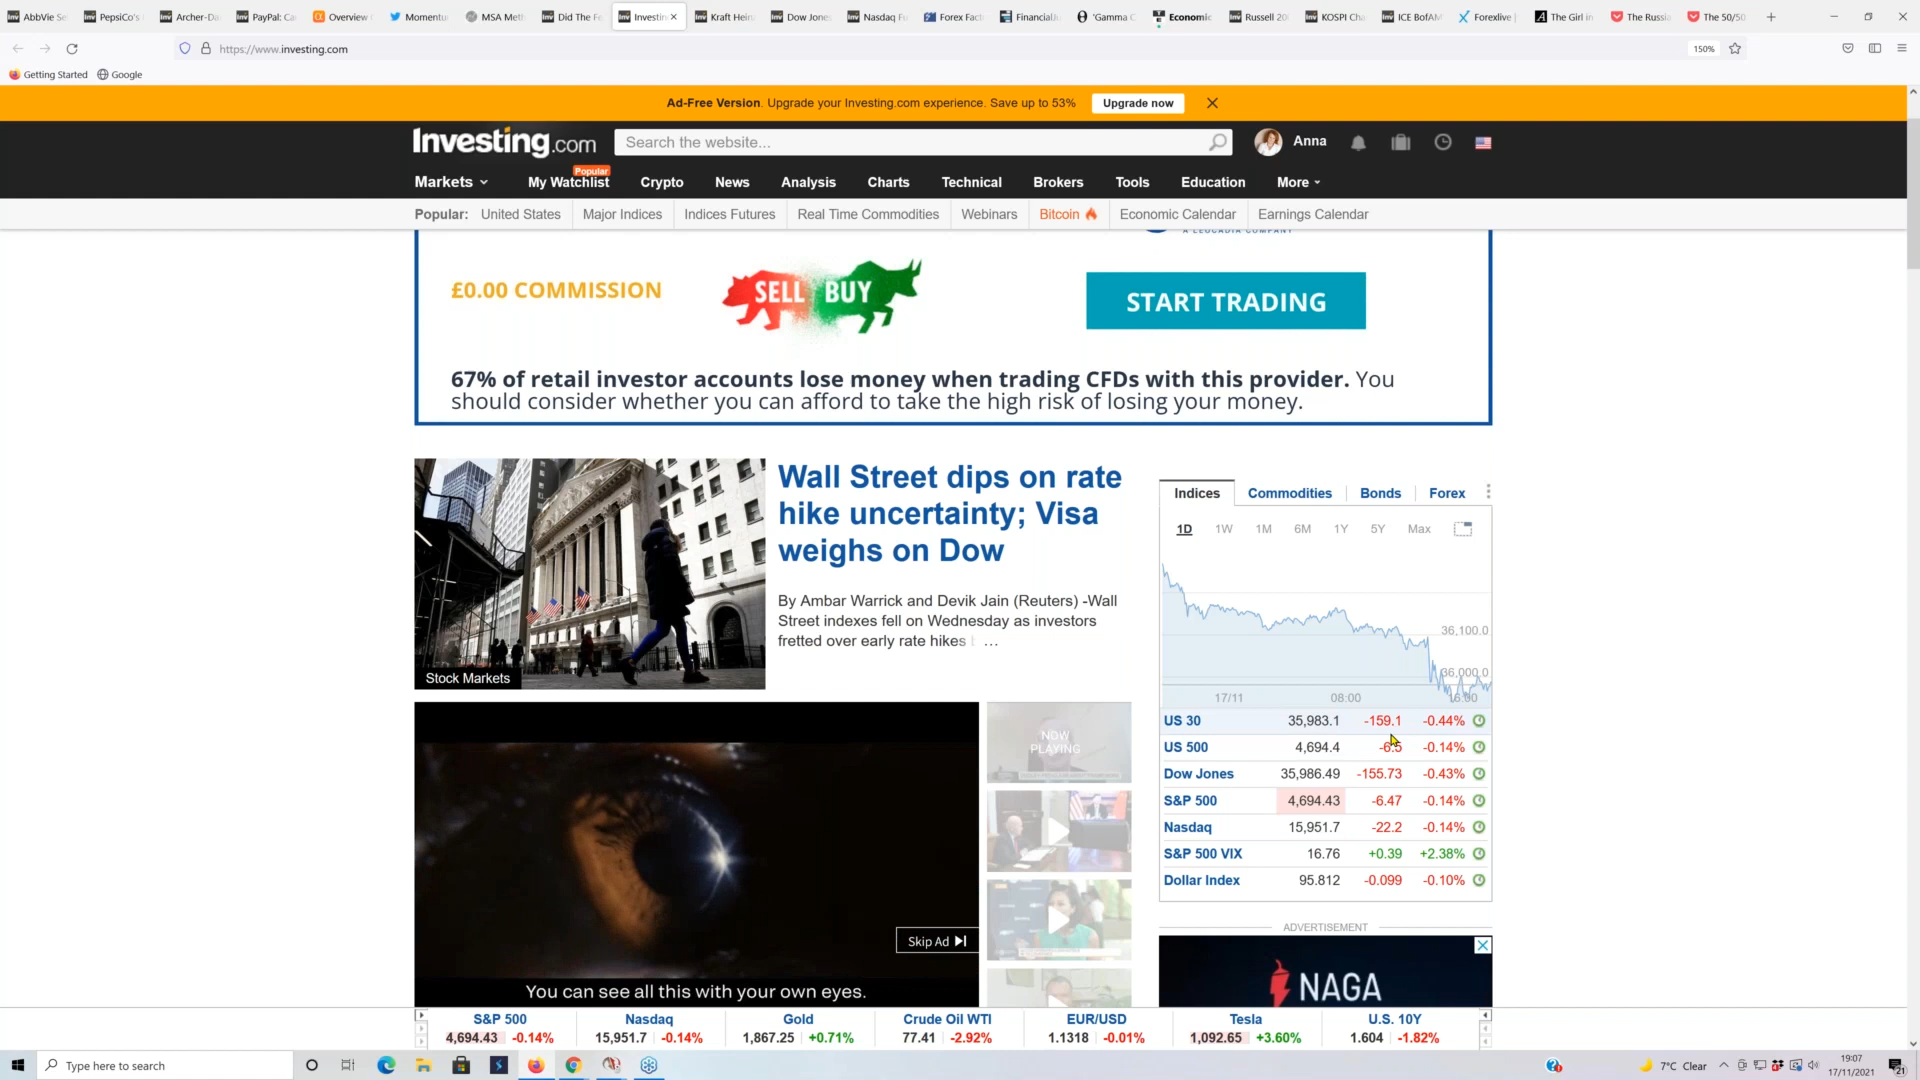 AbbVie Se
PepsiCo's
Archer-Da
PayPal: Ca
Overview
Momentu
MSA Meth
Did The Fe
Investin
Kraft Hein
Dow Jone
Nasdaq Fu
Forex Fact
FinancialJu
'Gamma
Economic
Russell 20
KOSPI Cha
ICE BofAM
Forexlive |
The Girl in
The Russia
The 50/50
https://www.investing.com
150%
Getting Started
Google
Ad-Free Version. Upgrade your Investing.com experience. Save up to 53%
Upgrade now
Investing.com
Search the website...
Anna
Popular
Markets
My Watchlist
Crypto
News
Analysis
Charts
Technical
Brokers
Tools
Education
More
Popular:
United States
Major Indices
Indices Futures
Real Time Commodities
Webinars
Bitcoin
Economic Calendar
Earnings Calendar
A LEUCADIA COMPANY
£0.00 COMMISSION
SELL BUY
START TRADING
67% of retail investor accounts lose money when trading CFDs with this provider. You
should consider whether you can afford to take the high risk of losing your money.
Wall Street dips on rate
hike uncertainty; Visa
weighs on Dow
By Ambar Warrick and Devik Jain (Reuters) -Wall
Street indexes fell on Wednesday as investors
fretted over early rate hikes ...
Stock Markets
NOW
PLAYING
Skip Ad
You can see all this with your own eyes.
Indices
Commodities
Bonds
Forex
1D 1W 1M 6M 1Y 5Y Max
36,100.0
36,000.0
17/11 08:00 16:00
US 30 35,983.1 -159.1 -0.44%
US 500 4,694.4 -6.5 -0.14%
Dow Jones 35,986.49 -155.73 -0.43%
S&P 500 4,694.43 -6.47 -0.14%
Nasdaq 15,951.7 -22.2 -0.14%
S&P 500 VIX 16.76 +0.39 +2.38%
Dollar Index 95.812 -0.099 -0.10%
ADVERTISEMENT
NAGA
S&P 500
4,694.43 -0.14%
Nasdaq
15,951.7 -0.14%
Gold
1,867.25 +0.71%
Crude Oil WTI
77.41 -2.92%
EUR/USD
1.1318 -0.01%
Tesla
1,092.65 +3.60%
U.S. 10Y
1.604 -1.82%
Type here to search
7°C Clear
19:07
17/11/2021
21